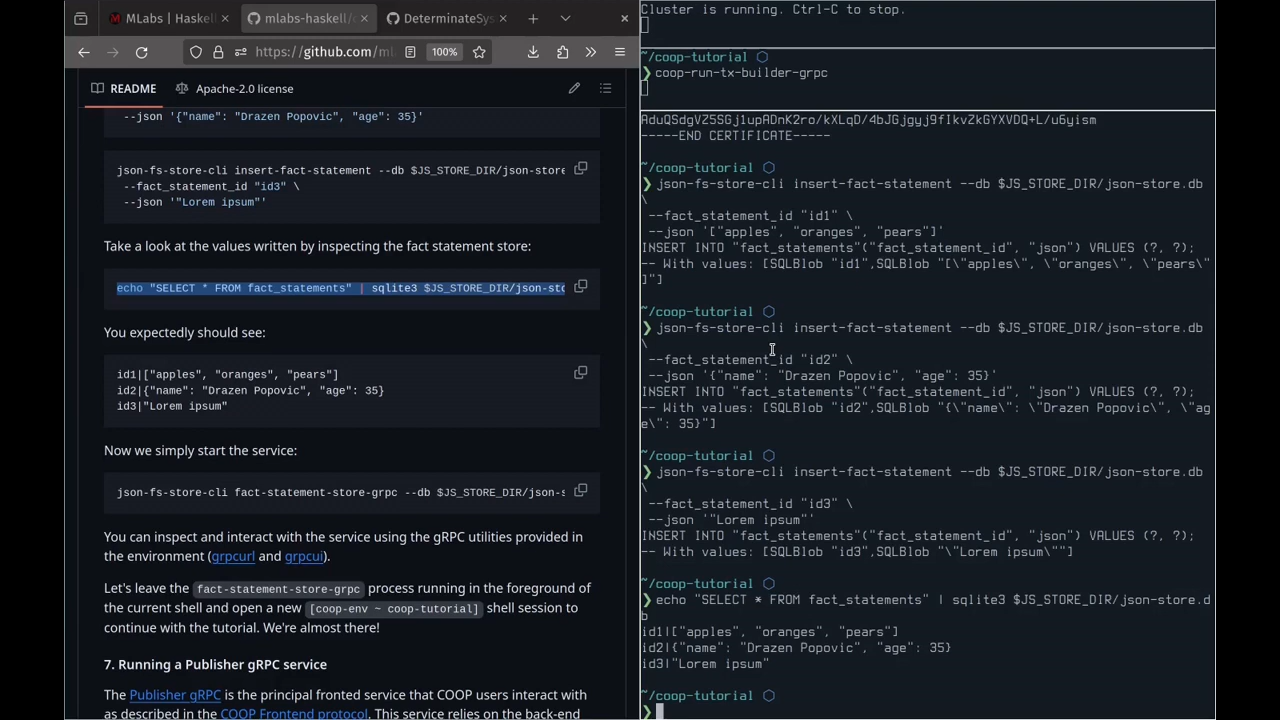 MLabs | Haskell
mlabs-haskell/c
DeterminateSys
https://github.com/ml
100%
README
Apache-2.0 license
--json '{"name": "Drazen Popovic", "age": 35}'
json-fs-store-cli insert-fact-statement --db $JS_STORE_DIR/json-store
--fact_statement_id "id3" \
--json '"Lorem ipsum"'
Take a look at the values written by inspecting the fact statement store:
echo "SELECT * FROM fact_statements" | sqlite3 $JS_STORE_DIR/json-sto
You expectedly should see:
id1|["apples", "oranges", "pears"]
id2|{"name": "Drazen Popovic", "age": 35}
id3|"Lorem ipsum"
Now we simply start the service:
json-fs-store-cli fact-statement-store-grpc --db $JS_STORE_DIR/json-s
You can inspect and interact with the service using the gRPC utilities provided in
the environment (grpcurl and grpcui).
Let's leave the fact-statement-store-grpc process running in the foreground
of the current shell and open a new [coop-env ~ coop-tutorial] shell session to
continue with the tutorial. We're almost there!
7. Running a Publisher gRPC service
The Publisher gRPC is the principal fronted service that COOP users interact with
as described in the COOP Frontend protocol. This service relies on the back-end
Cluster is running. Ctrl-C to stop.
~/coop-tutorial
❯ coop-run-tx-builder-grpc
AduQSdgVZ5SGj1upADnK2ro/kXLqD/4bJGjgyj9fIkvZkGYXVDQ+L/u6yism
-----END CERTIFICATE-----
~/coop-tutorial
❯ json-fs-store-cli insert-fact-statement --db $JS_STORE_DIR/json-store.db
\
--fact_statement_id "id1" \
--json '["apples", "oranges", "pears"]'
INSERT INTO "fact_statements"("fact_statement_id", "json") VALUES (?, ?);
-- With values: [SQLBlob "id1",SQLBlob "[\"apples\", \"oranges\", \"pears\"
]"]
~/coop-tutorial
❯ json-fs-store-cli insert-fact-statement --db $JS_STORE_DIR/json-store.db
\
--fact_statement_id "id2" \
--json '{"name": "Drazen Popovic", "age": 35}'
INSERT INTO "fact_statements"("fact_statement_id", "json") VALUES (?, ?);
-- With values: [SQLBlob "id2",SQLBlob "{\"name\": \"Drazen Popovic\", \"ag
e\": 35}"]
~/coop-tutorial
❯ json-fs-store-cli insert-fact-statement --db $JS_STORE_DIR/json-store.db
\
--fact_statement_id "id3" \
--json '"Lorem ipsum"'
INSERT INTO "fact_statements"("fact_statement_id", "json") VALUES (?, ?);
-- With values: [SQLBlob "id3",SQLBlob "\"Lorem ipsum\""]
~/coop-tutorial
❯ echo "SELECT * FROM fact_statements" | sqlite3 $JS_STORE_DIR/json-store.d
b
id1|["apples", "oranges", "pears"]
id2|{"name": "Drazen Popovic", "age": 35}
id3|"Lorem ipsum"
~/coop-tutorial
❯